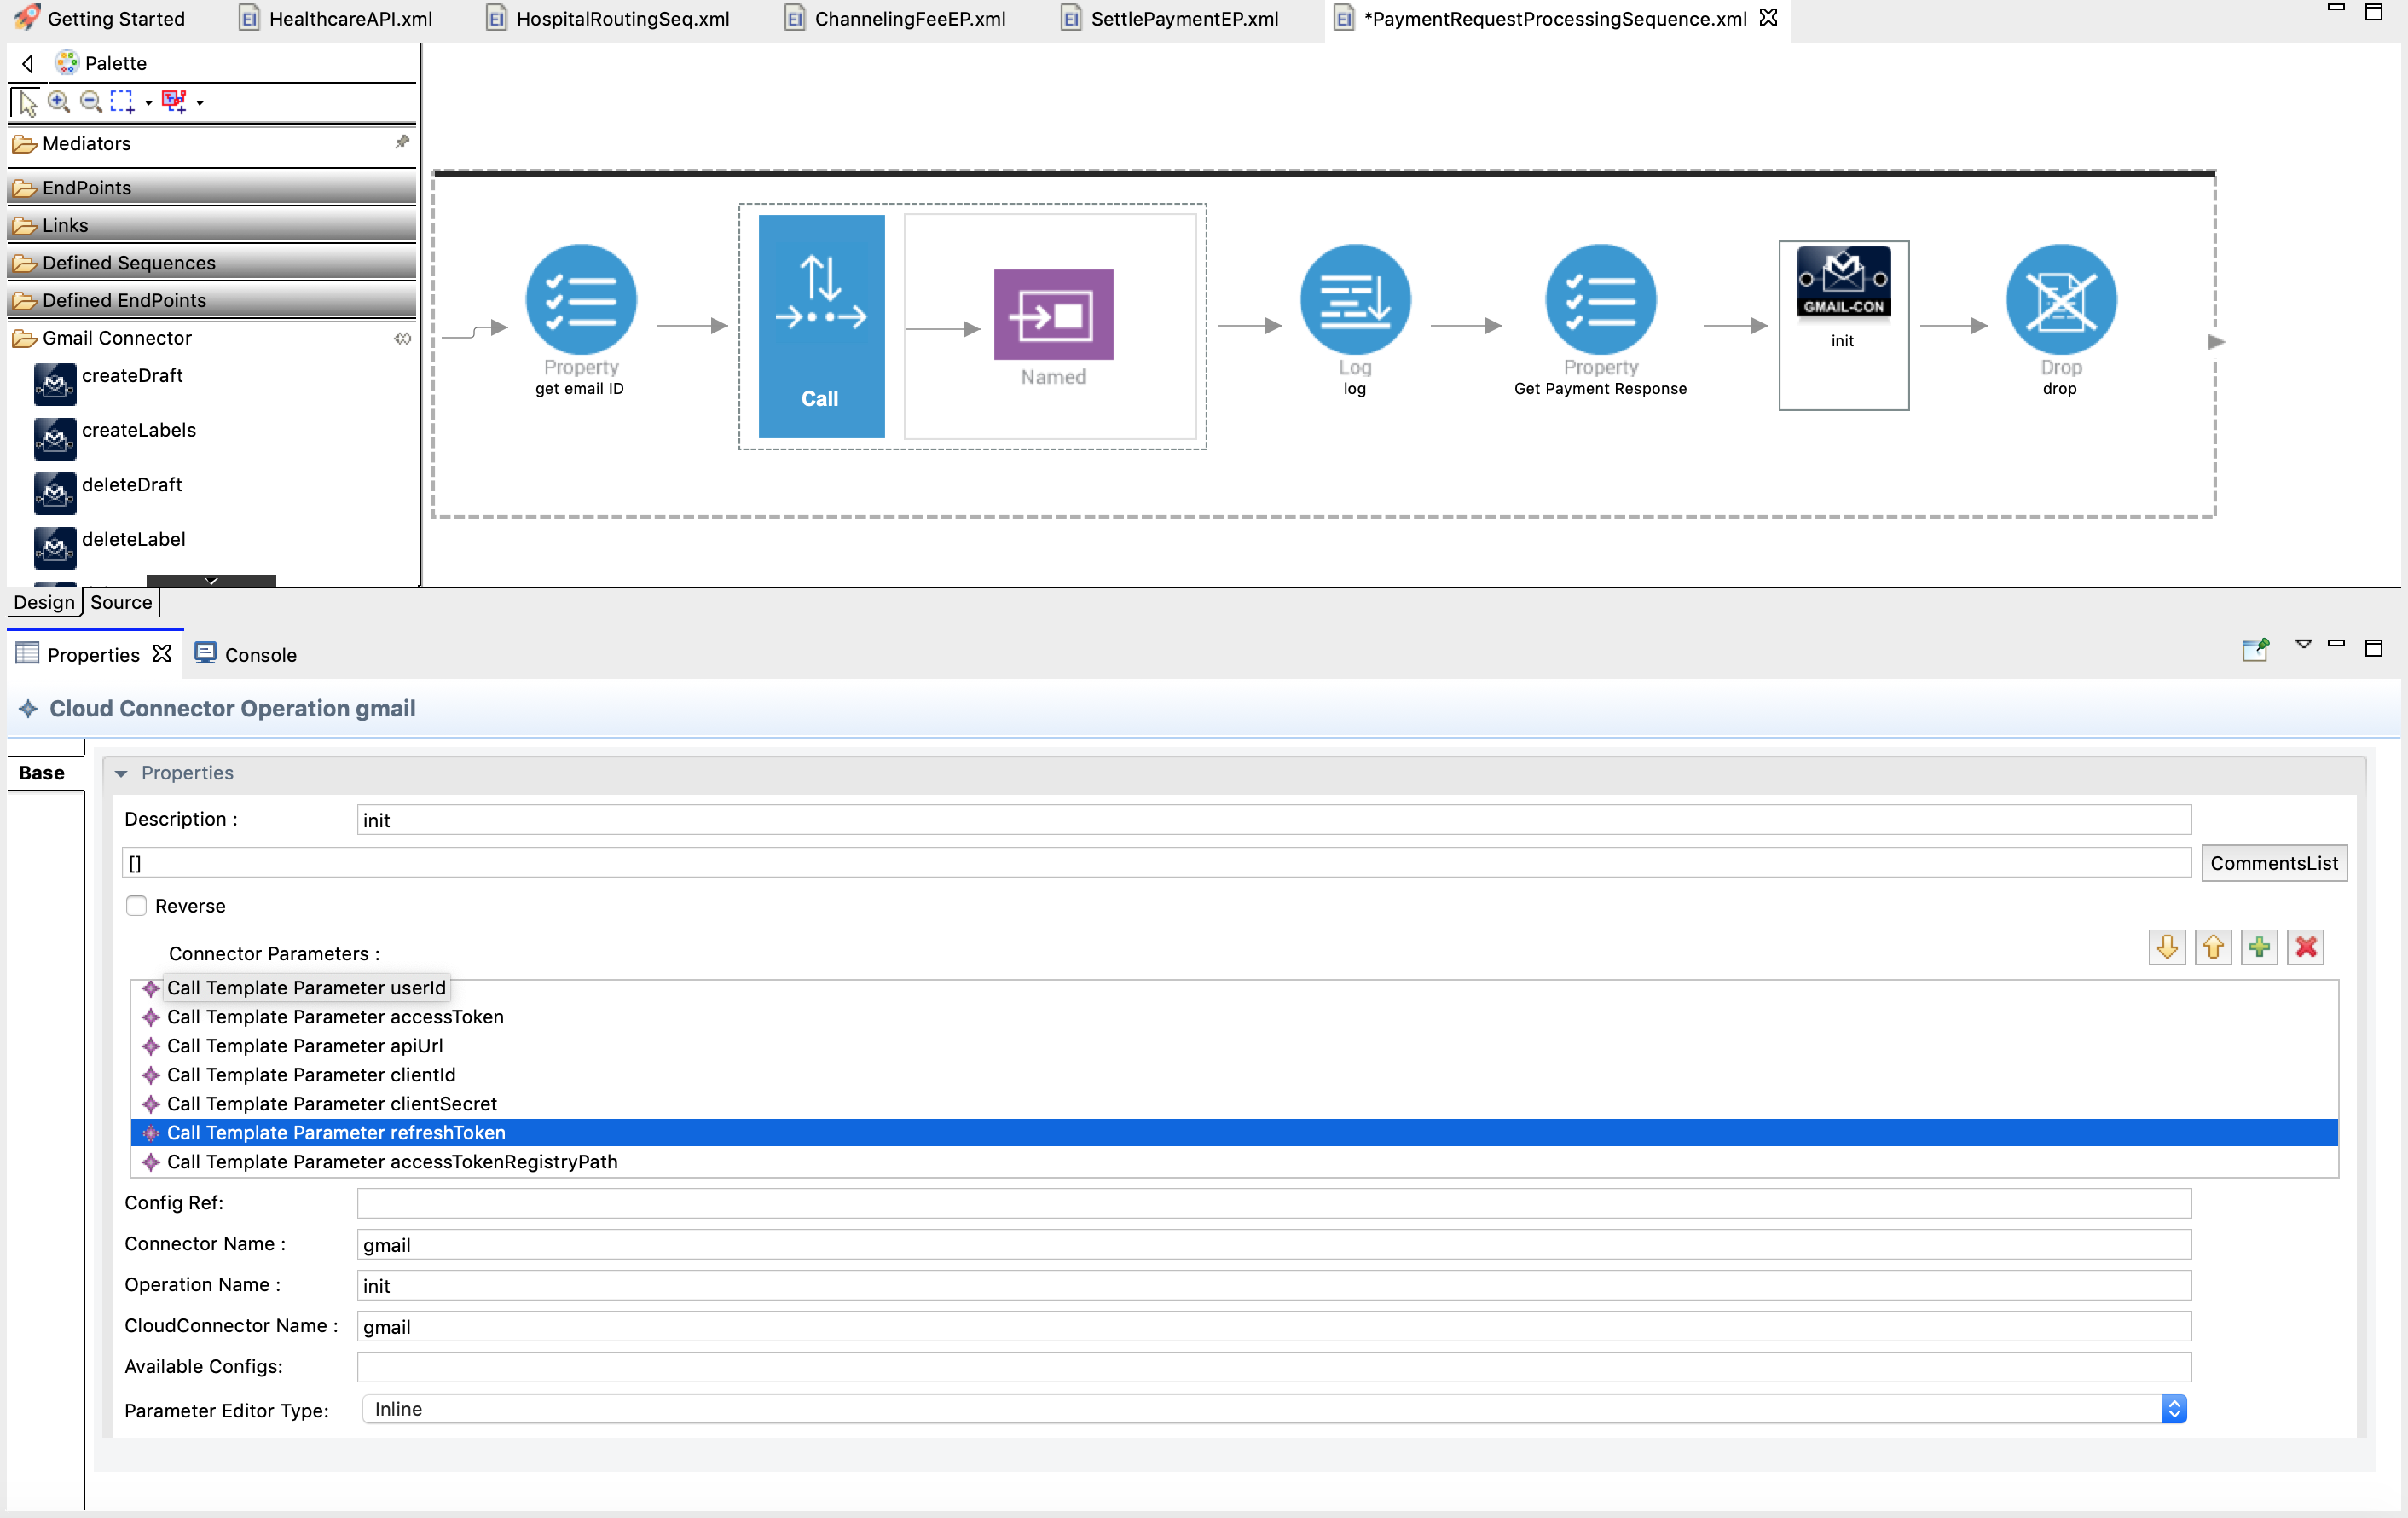 Getting Started
HealthcareAPI.xml
HospitalRoutingSeq.xml
ChannelingFeeEP.xml
SettlePaymentEP.xml
*PaymentRequestProcessingSequence.xml
Palette
Mediators
EndPoints
Links
Defined Sequences
Defined EndPoints
Gmail Connector
createDraft
createLabels
deleteDraft
deleteLabel
Property
get email ID
Call
Named
Log
log
Property
Get Payment Response
GMAIL-CON
init
Drop
drop
Design
Source
Properties
Console
Cloud Connector Operation gmail
Base
Properties
Description :
init
[]
CommentsList
Reverse
Connector Parameters :
Call Template Parameter userId
Call Template Parameter accessToken
Call Template Parameter apiUrl
Call Template Parameter clientId
Call Template Parameter clientSecret
Call Template Parameter refreshToken
Call Template Parameter accessTokenRegistryPath
Config Ref:
Connector Name :
gmail
Operation Name :
init
CloudConnector Name :
gmail
Available Configs:
Parameter Editor Type:
Inline